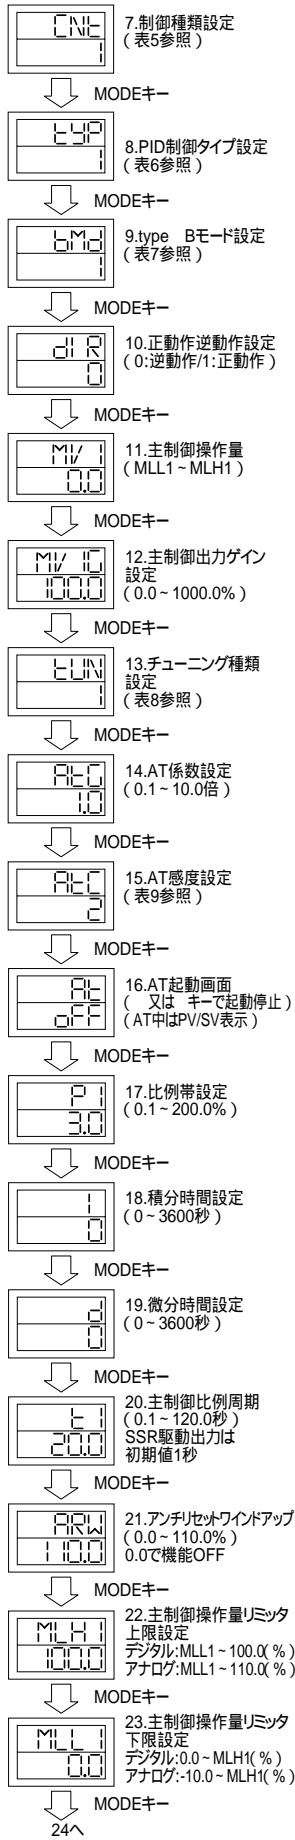 CNt
1
7.制御種類設定
(表5参照)
MODEキー
tyP
1
8.PID制御タイプ設定
(表6参照)
MODEキー
bMd
1
9.type Bモード設定
(表7参照)
MODEキー
dIR
0
10.正動作逆動作設定
(0:逆動作/1:正動作)
MODEキー
MV1
0.0
11.主制御操作量
(MLL1~MLH1)
MODEキー
MV1G
100.0
12.主制御出力ゲイン
設定
(0.0~1000.0%)
MODEキー
tUN
1
13.チューニング種類
設定
(表8参照)
MODEキー
AtG
1.0
14.AT係数設定
(0.1~10.0倍)
MODEキー
AtC
2
15.AT感度設定
(表9参照)
MODEキー
At
oFF
16.AT起動画面
( 又は キーで起動停止)
(AT中はPV/SV表示)
MODEキー
P1
3.0
17.比例帯設定
(0.1~200.0%)
MODEキー
I
0
18.積分時間設定
(0~3600秒)
MODEキー
d
0
19.微分時間設定
(0~3600秒)
MODEキー
t1
20.0
20.主制御比例周期
(0.1~120.0秒)
SSR駆動出力は
初期値1秒
MODEキー
ARW
110.0
21.アンチリセットワインドアップ
(0.0~110.0%)
0.0で機能OFF
MODEキー
MLH1
100.0
22.主制御操作量リミッタ
上限設定
デジタル:MLL1~100.0(%)
アナログ:MLL1~110.0(%)
MODEキー
MLL1
0.0
23.主制御操作量リミッタ
下限設定
デジタル:0.0~MLH1(%)
アナログ:-10.0~MLH1(%)
MODEキー
24へ